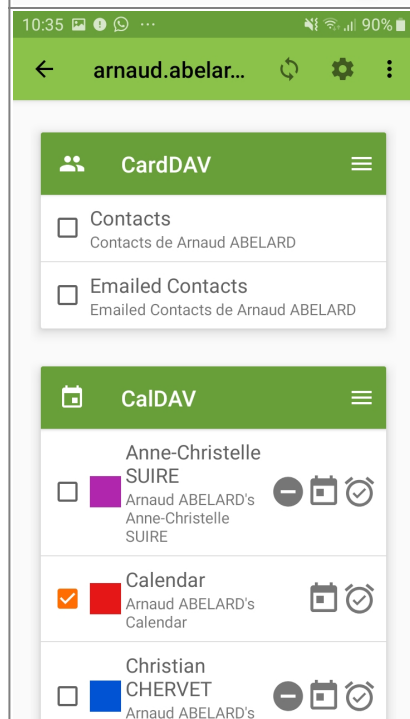 10:35 90%
arnaud.abelar...
CardDAV
Contacts
Contacts de Arnaud ABELARD
Emailed Contacts
Emailed Contacts de Arnaud ABELARD
CalDAV
Anne-Christelle
SUIRE
Arnaud ABELARD's
Anne-Christelle
SUIRE
Calendar
Arnaud ABELARD's
Calendar
Christian
CHERVET
Arnaud ABELARD's